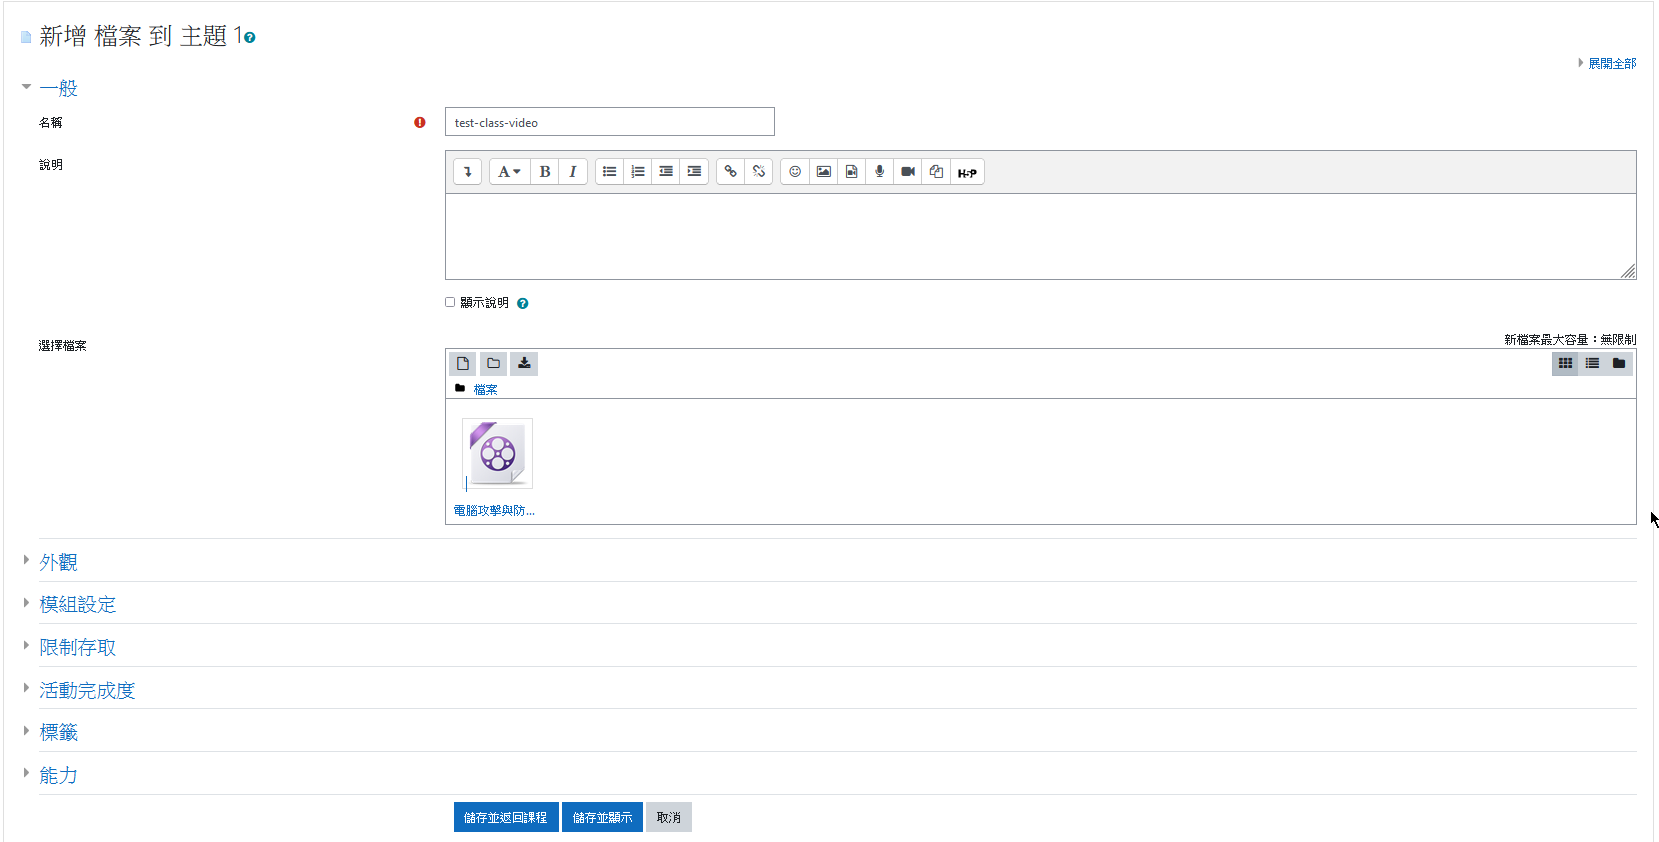 新增 檔案 到 主題 1
展開全部
一般
名稱
test-class-video
說明
A B I
H5P
顯示說明
選擇檔案
新檔案最大容量：無限制
檔案
電腦攻擊與防...
外觀
模組設定
限制存取
活動完成度
標籤
能力
儲存並返回課程 儲存並顯示 取消